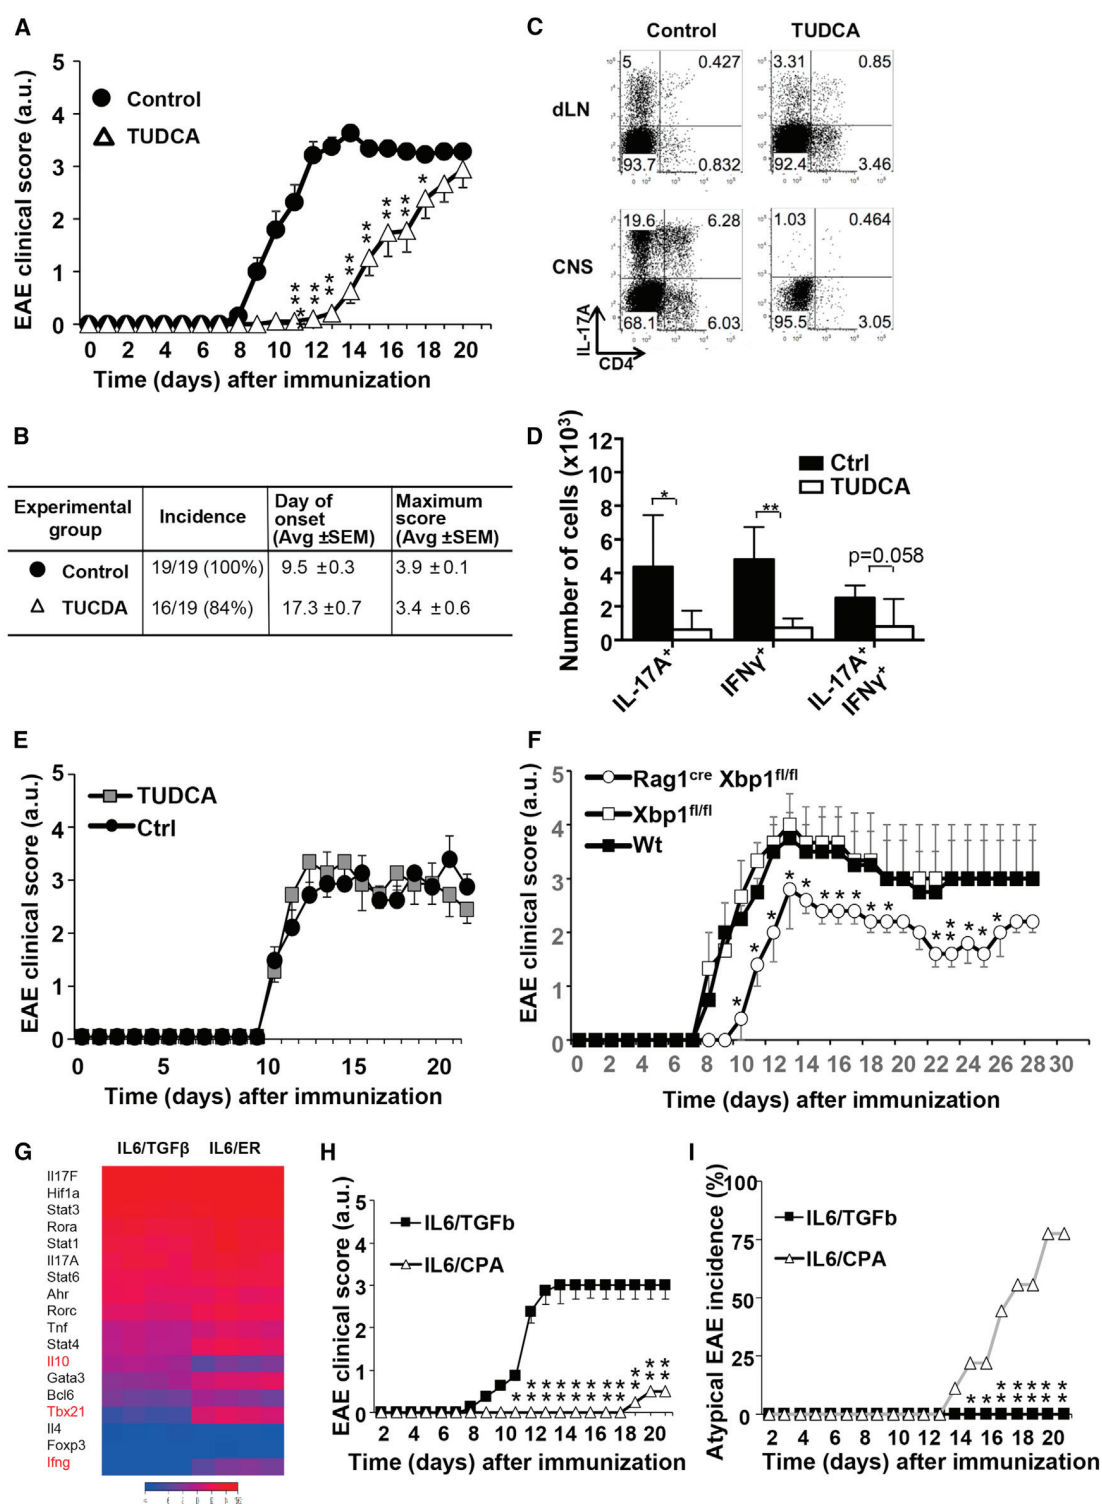 A
EAE clinical score (a.u.)
5
4
3
2
1
0
Control
TUDCA
*
**
**
**
**
**
**
***
0 2 4 6 8 10 12 14 16 18 20
Time (days) after immunization
B
Experimental group
Incidence
Day of onset (Avg ±SEM)
Maximum score (Avg ±SEM)
Control 19/19 (100%) 9.5 ±0.3 3.9 ±0.1
TUCDA 16/19 (84%) 17.3 ±0.7 3.4 ±0.6
C
Control TUDCA
dLN
5 0.427
93.7 0.832
3.31 0.85
92.4 3.46
CNS
19.6 6.28
68.1 6.03
1.03 0.464
95.5 3.05
IL-17A
CD4
D
Number of cells (x10³)
12
10
8
6
4
2
0
Ctrl
TUDCA
*
**
p=0.058
IL-17A⁺
IFNγ⁺
IL-17A⁺
IFNγ⁺
E
EAE clinical score (a.u.)
5
4
3
2
1
0
TUDCA
Ctrl
0 5 10 15 20
Time (days) after immunization
F
EAE clinical score (a.u.)
5
4
3
2
1
0
Rag1ᶜʳᵉ Xbp1ᶠˡ/ᶠˡ
Xbp1ᶠˡ/ᶠˡ
Wt
0 2 4 6 8 10 12 14 16 18 20 22 24 26 28 30
Time (days) after immunization
G
IL6/TGFβ IL6/ER
Il17F
Hif1a
Stat3
Rora
Stat1
Il17A
Stat6
Ahr
Rorc
Tnf
Stat4
Il10
Gata3
Bcl6
Tbx21
Il4
Foxp3
Ifng
H
EAE clinical score (a.u.)
5
4
3
2
1
0
IL6/TGFb
IL6/CPA
2 4 6 8 10 12 14 16 18 20
Time (days) after immunization
I
Atypical EAE incidence (%)
100
75
50
25
0
IL6/TGFb
IL6/CPA
2 4 6 8 10 12 14 16 18 20
Time (days) after immunization